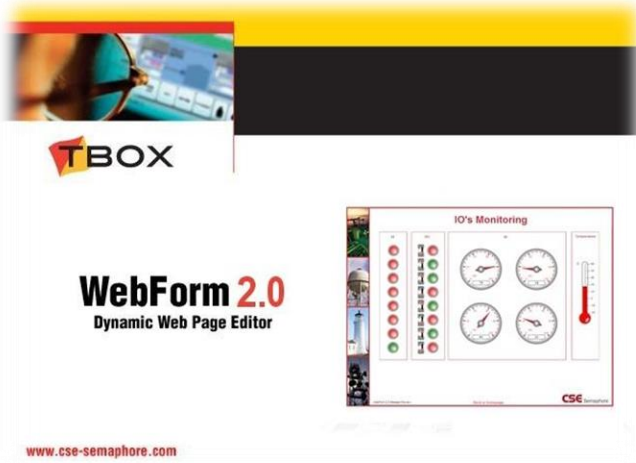 TBOX
IO's Monitoring
WebForm 2.0
Dynamic Web Page Editor
CSE Semaphore
www.cse-semaphore.com